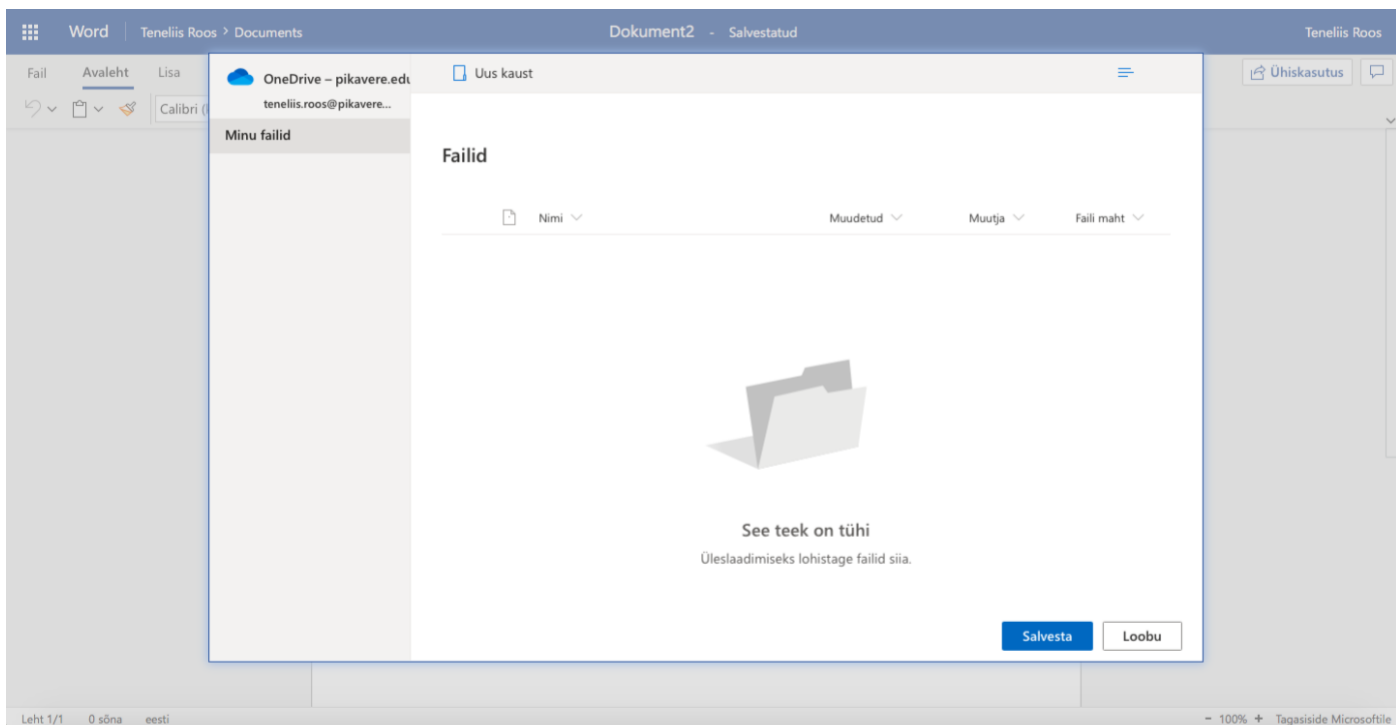 Word Teneliis Roos > Documents Dokument2 - Salvestatud Teneliis Roos
Fail Avaleht Lisa Ühiskasutus
Calibri (
OneDrive – pikavere.edu
teneliis.roos@pikavere...
Minu failid
Uus kaust
Failid
Nimi Muudetud Muutja Faili maht
See teek on tühi
Üleslaadimiseks lohistage failid siia.
Salvesta Loobu
Leht 1/1 0 sõna eesti - 100% + Tagasiside Microsoftile